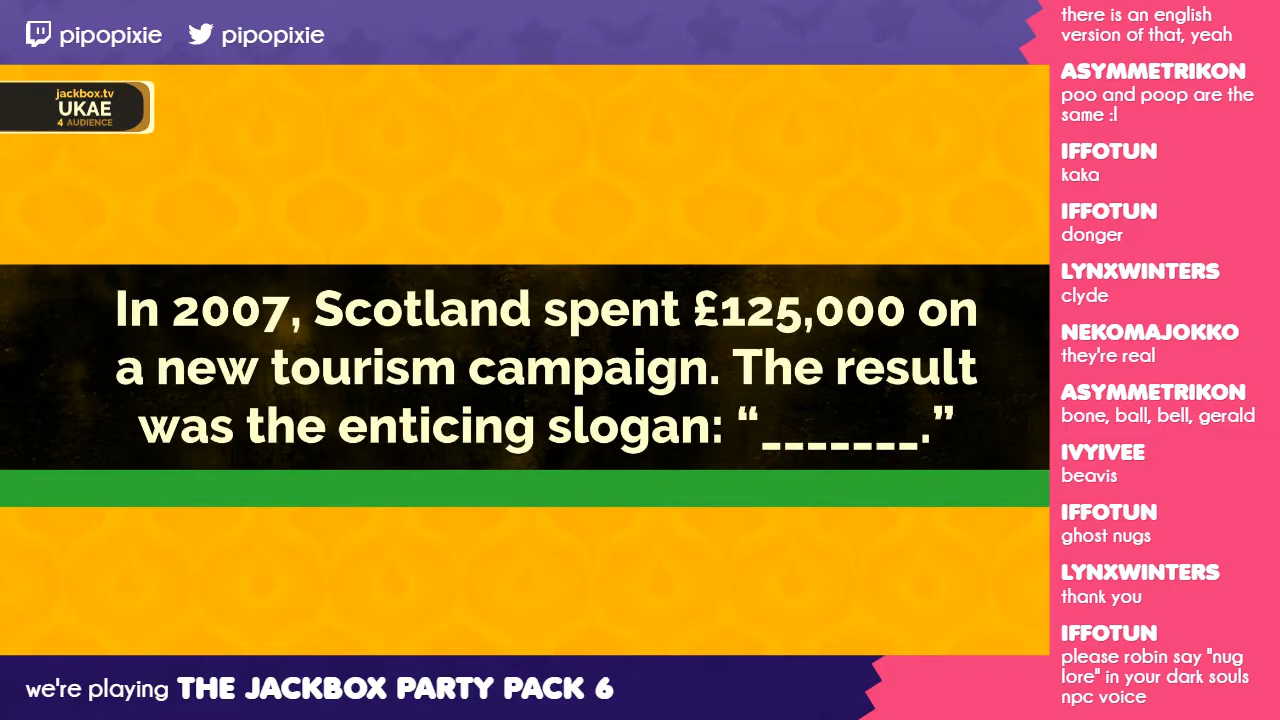 pipopixie pipopixie
jackbox.tv
UKAE
4 AUDIENCE
In 2007, Scotland spent £125,000 on
a new tourism campaign. The result
was the enticing slogan: “_______.”
we're playing THE JACKBOX PARTY PACK 6
there is an english
version of that, yeah
ASYMMETRIKON
poo and poop are the
same :l
IFFOTUN
kaka
IFFOTUN
donger
LYNXWINTERS
clyde
NEKOMAJOKKO
they're real
ASYMMETRIKON
bone, ball, bell, gerald
IVYIVEE
beavis
IFFOTUN
ghost nugs
LYNXWINTERS
thank you
IFFOTUN
please robin say "nug
lore" in your dark souls
npc voice